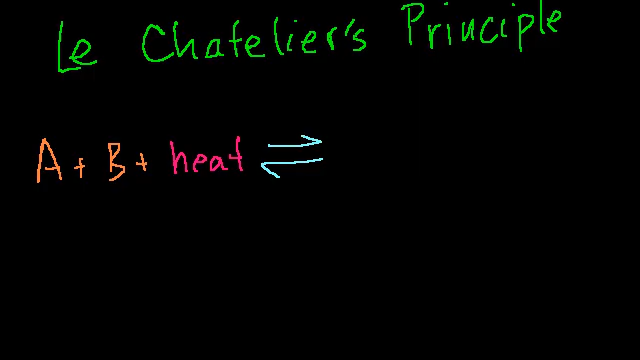 Le Chatelier's Principle
A + B + heat ⇌